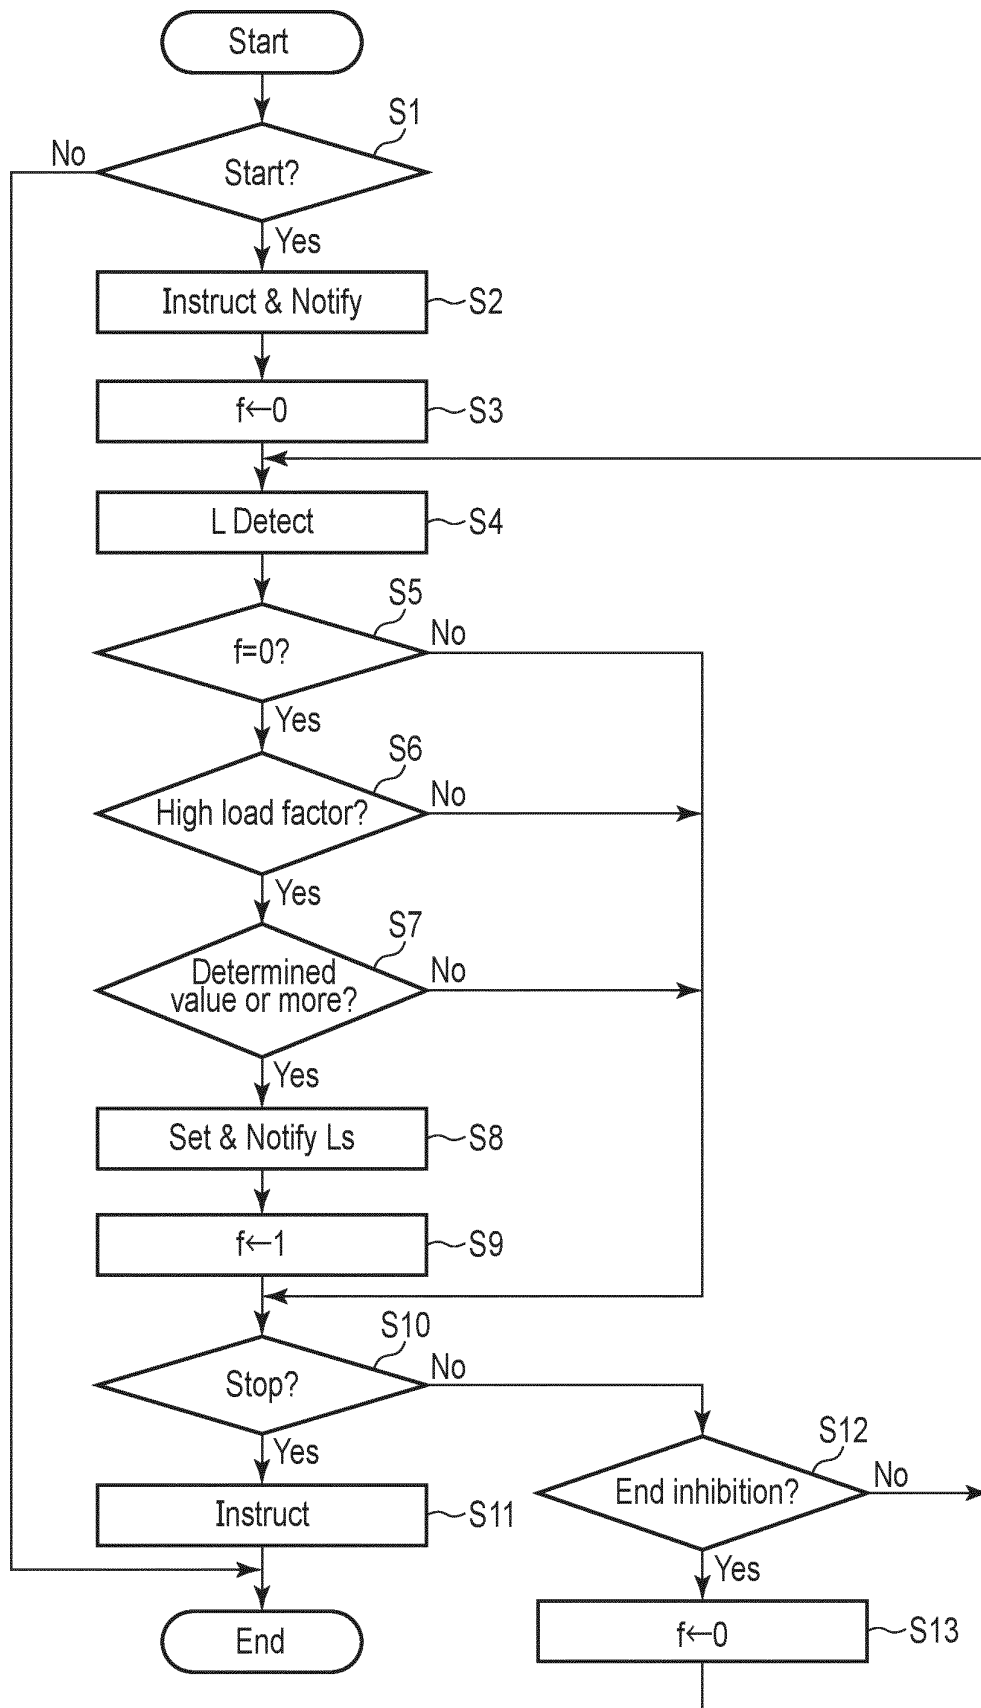 Start
S1
No
Start?
Yes
Instruct & Notify
S2
f←0
S3
L Detect
S4
S5
No
f=0?
Yes
S6
No
High load factor?
Yes
S7
No
Determined
value or more?
Yes
Set & Notify Ls
S8
f←1
S9
S10
No
Stop?
Yes
S12
No
End inhibition?
Instruct
S11
Yes
f←0
S13
End